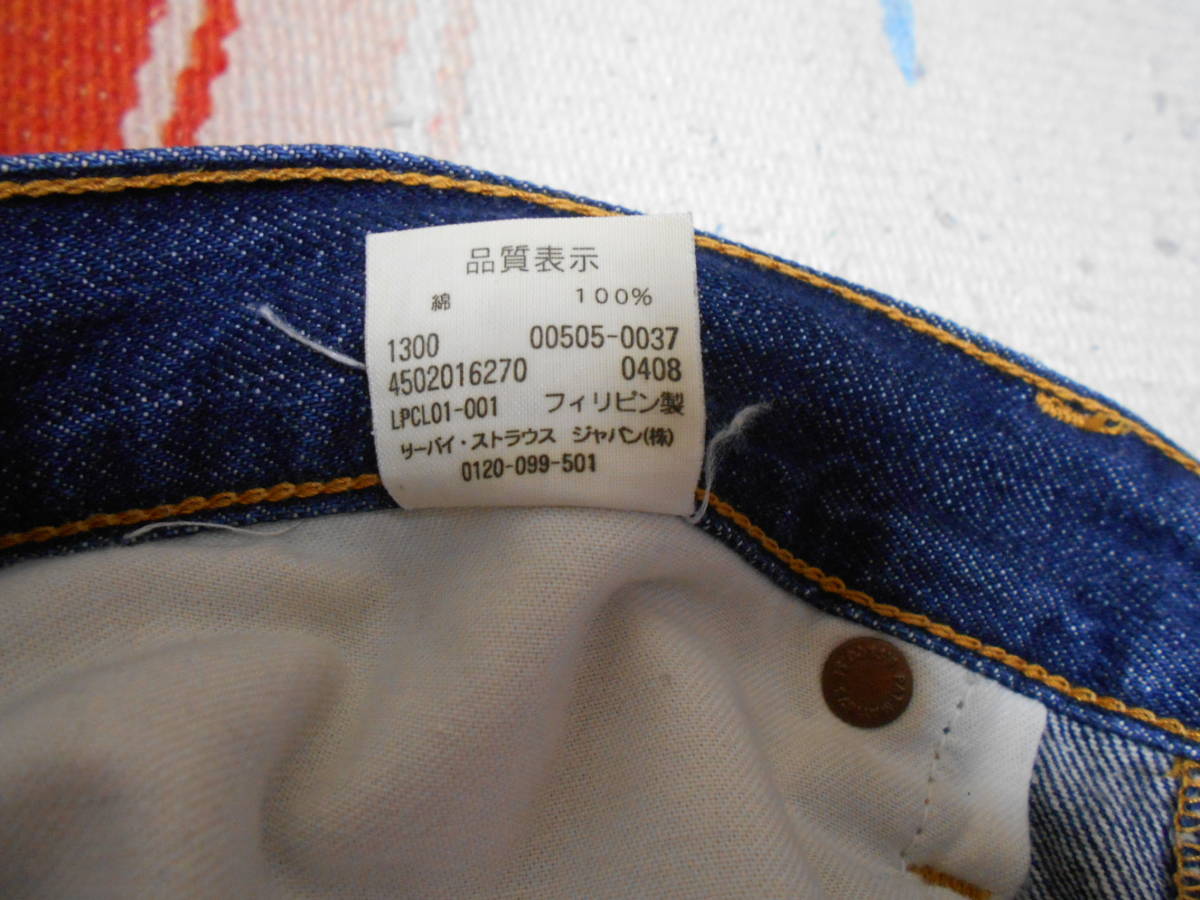 品質表示
綿 100%
1300 00505-0037
4502016270 0408
LPCL01-001 フィリピン製
リーバイ・ストラウス ジャパン(株)
0120-099-501